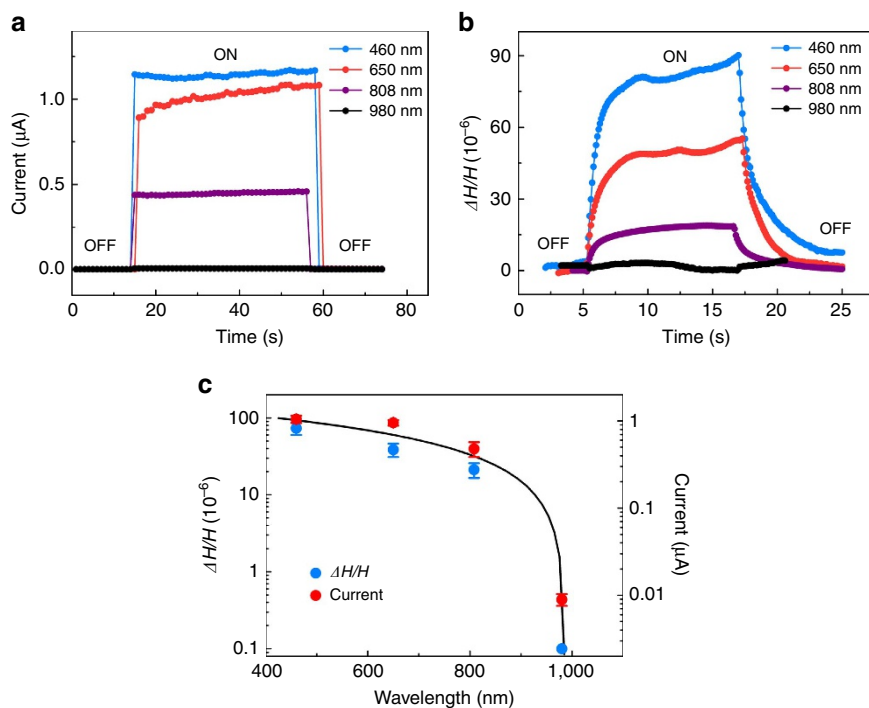 a
ON
460 nm
650 nm
808 nm
980 nm
1.0
0.5
0.0
OFF
OFF
20
40
60
80
Current (μA)
Time (s)
b
ON
460 nm
650 nm
808 nm
980 nm
90
60
30
0
OFF
OFF
0
5
10
15
20
25
ΔH/H (10⁻⁶)
Time (s)
c
100
10
1
0.1
1
0.1
0.01
ΔH/H
Current
400
600
800
1,000
ΔH/H (10⁻⁶)
Current (μA)
Wavelength (nm)